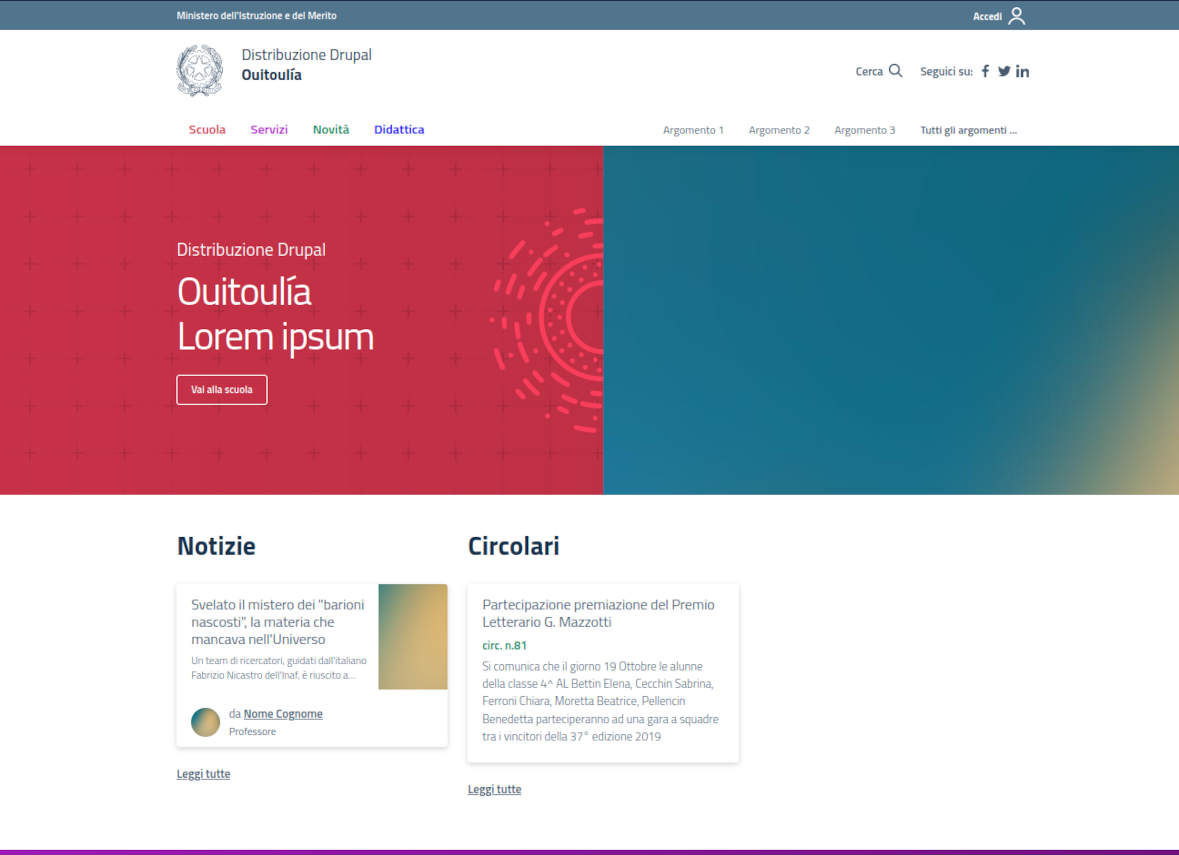 Ministero dell'Istruzione e del Merito
Accedi
Distribuzione Drupal
Ouitoulía
Cerca
Seguici su:
Scuola
Servizi
Novità
Didattica
Argomento 1
Argomento 2
Argomento 3
Tutti gli argomenti ...
Distribuzione Drupal
Ouitoulía
Lorem ipsum
Vai alla scuola
Notizie
Svelato il mistero dei "barioni
nascosti", la materia che
mancava nell'Universo
Un team di ricercatori, guidati dall'italiano
Fabrizio Nicastro dell'Inaf, è riuscito a...
da Nome Cognome
Professore
Leggi tutte
Circolari
Partecipazione premiazione del Premio
Letterario G. Mazzotti
circ. n.81
Si comunica che il giorno 19 Ottobre le alunne
della classe 4^ AL Bettin Elena, Cecchin Sabrina,
Ferroni Chiara, Moretta Beatrice, Pellencin
Benedetta parteciperanno ad una gara a squadre
tra i vincitori della 37° edizione 2019
Leggi tutte